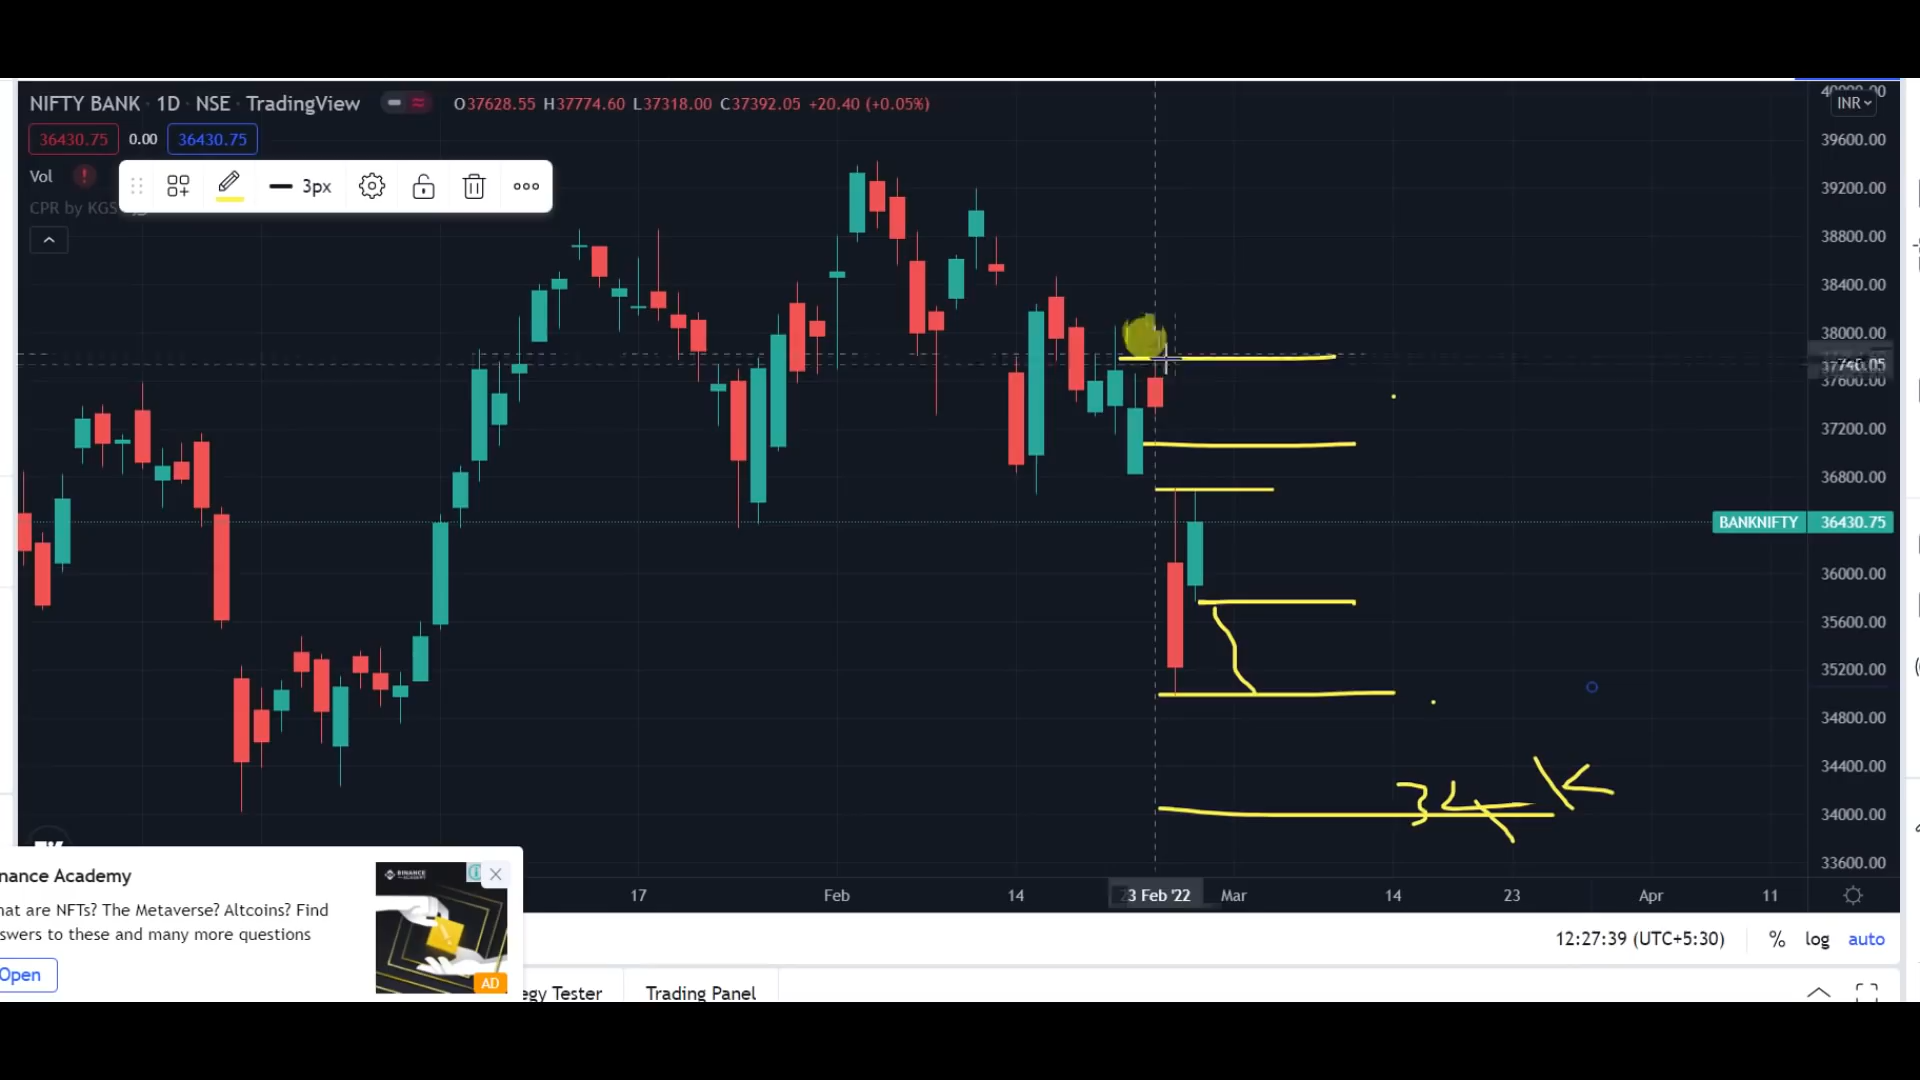 NIFTY BANK · 1D · NSE · TradingView O37628.55 H37774.60 L37318.00 C37392.05 +20.40 (+0.05%)
36430.75 0.00 36430.75
Vol
3px
CPR by KGS
INR
39600.00
39200.00
38800.00
38400.00
38000.00
37600.00
37200.00
36800.00
BANKNIFTY 36430.75
36000.00
35600.00
35200.00
34800.00
34400.00
34K
34000.00
33600.00
17 Feb 14 3 Feb '22 Mar 14 23 Apr 11
nance Academy
BINANCE
at are NFTs? The Metaverse? Altcoins? Find
swers to these and many more questions
Open
AD
12:27:39 (UTC+5:30) % log auto
egy Tester Trading Panel